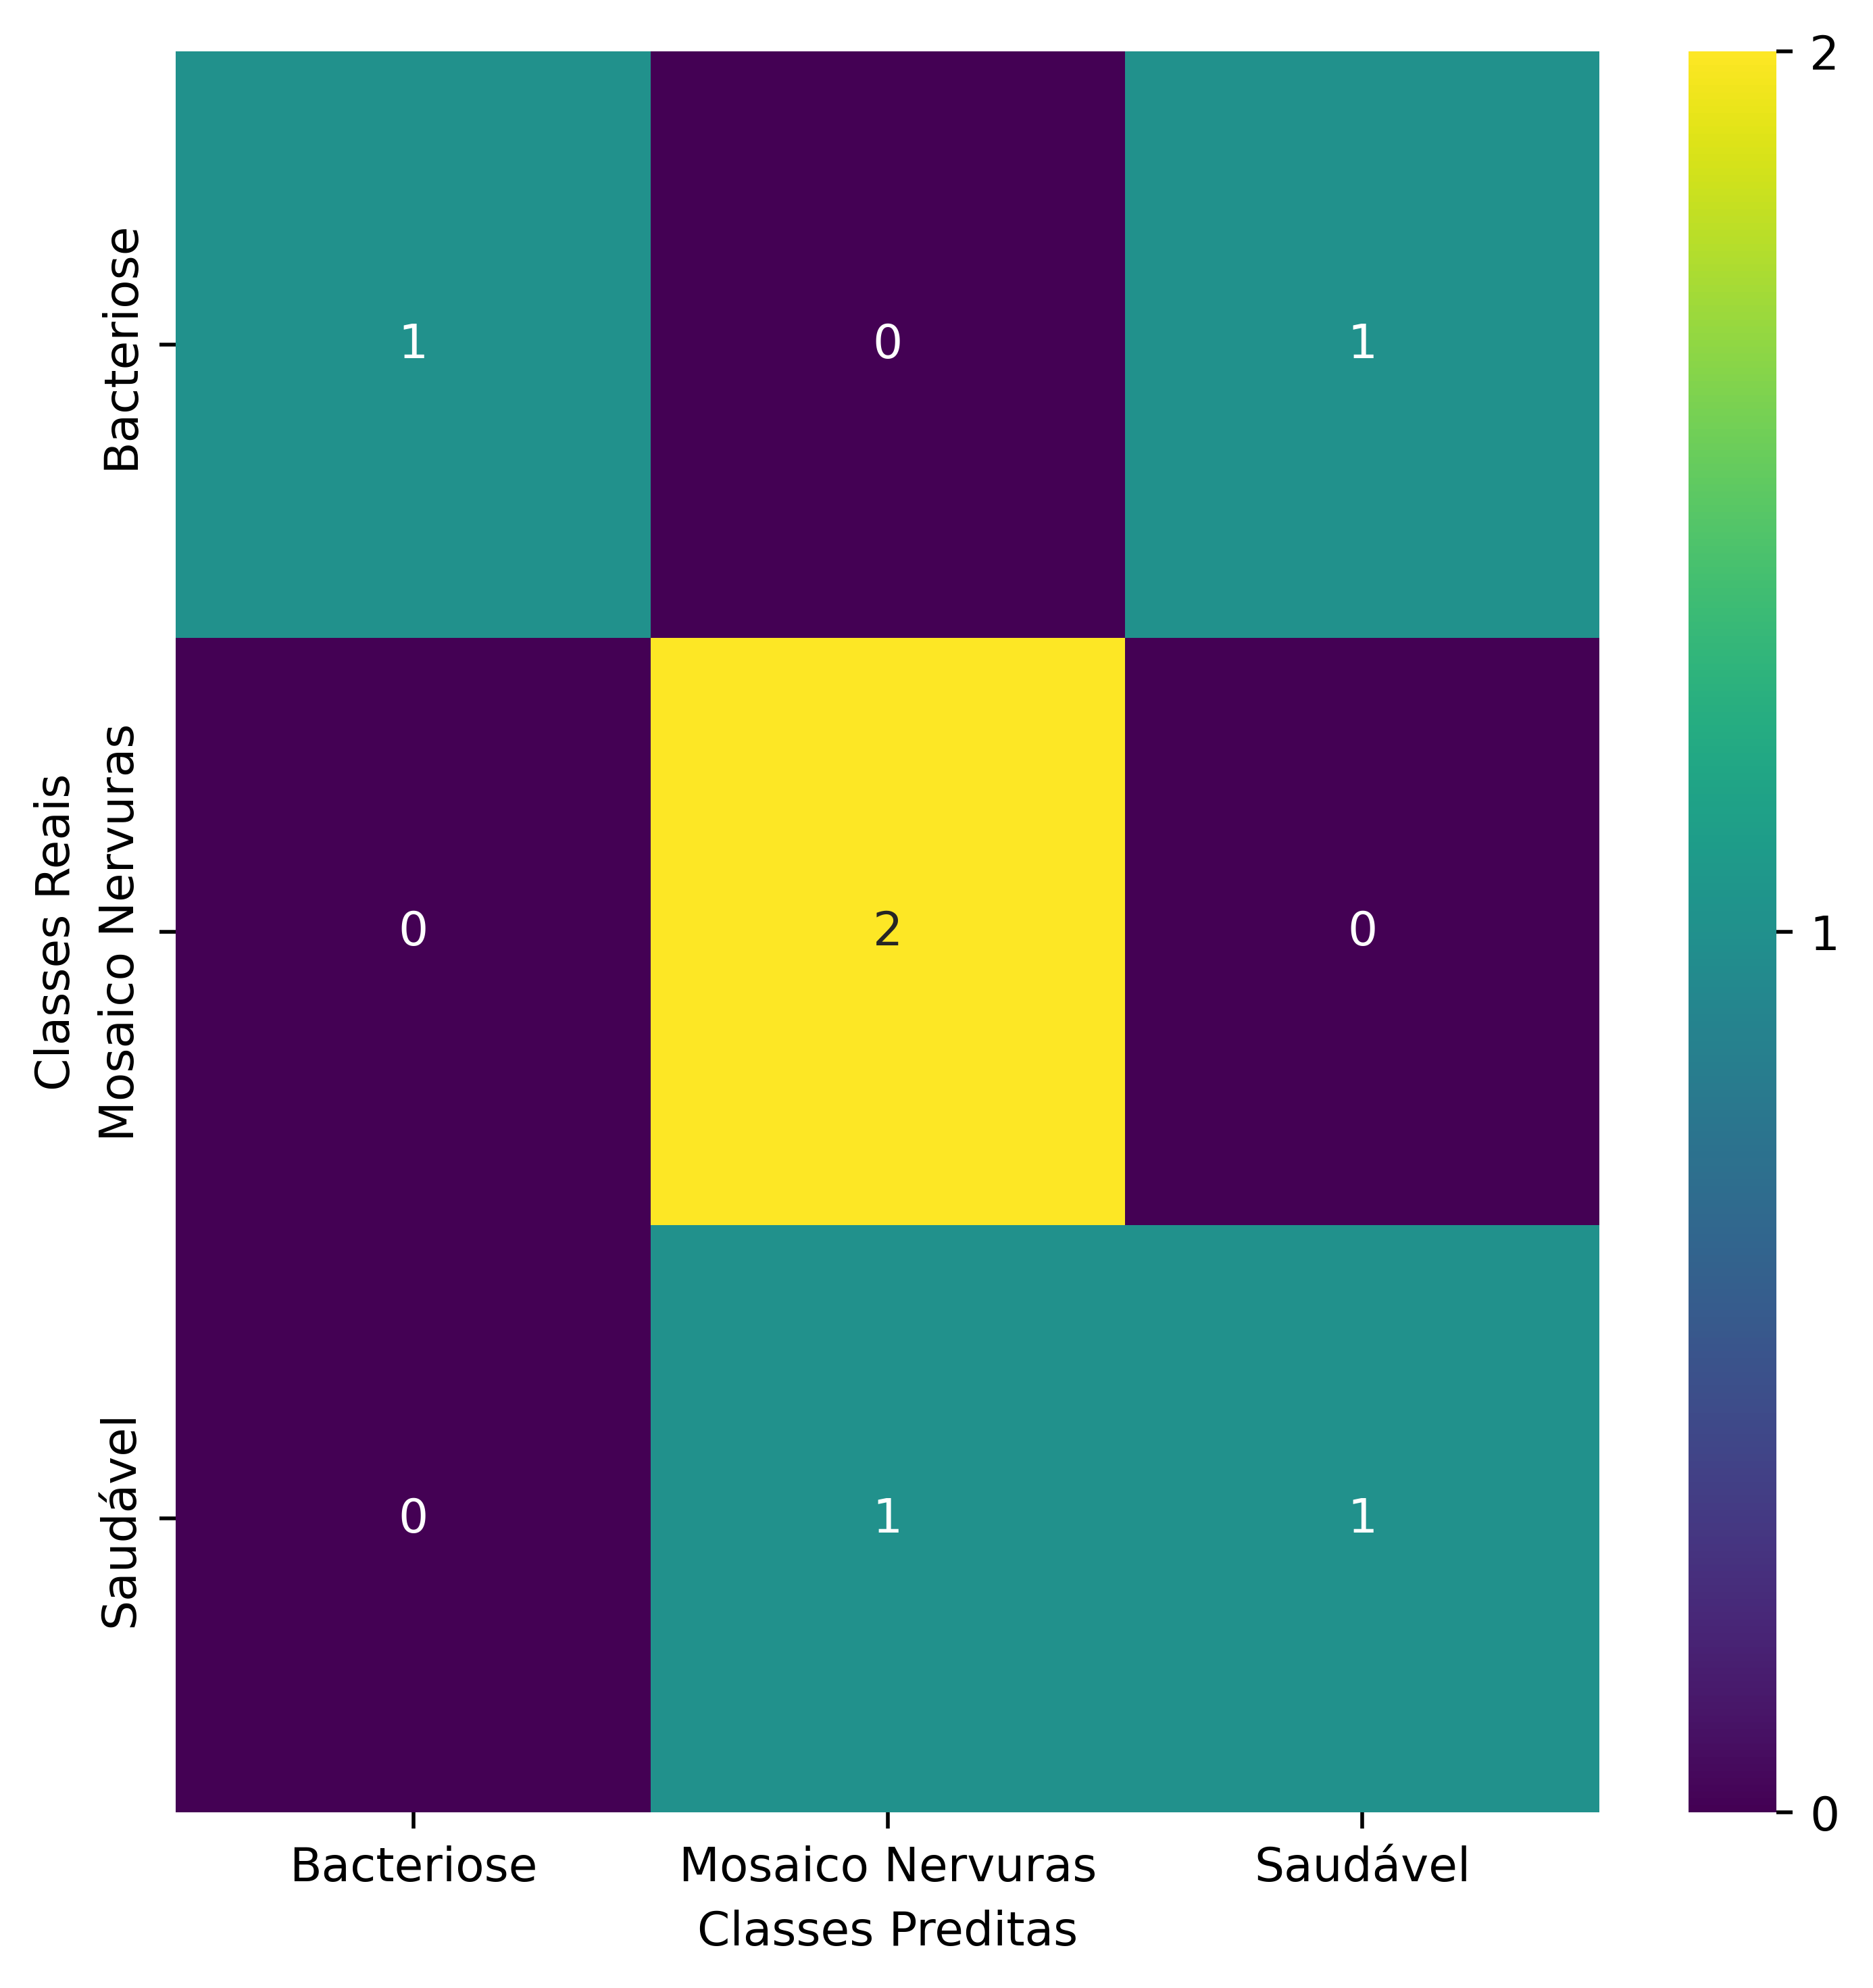 Classes Reais
Bacteriose
1 0 1
Mosaico Nervuras
0 2 0
Saudável
0 1 1
Bacteriose Mosaico Nervuras Saudável
Classes Preditas
2
1
0